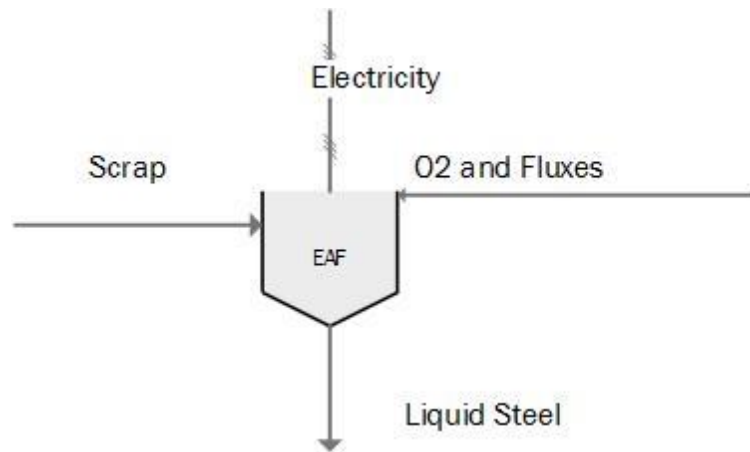 Electricity
Scrap
O2 and Fluxes
EAF
Liquid Steel